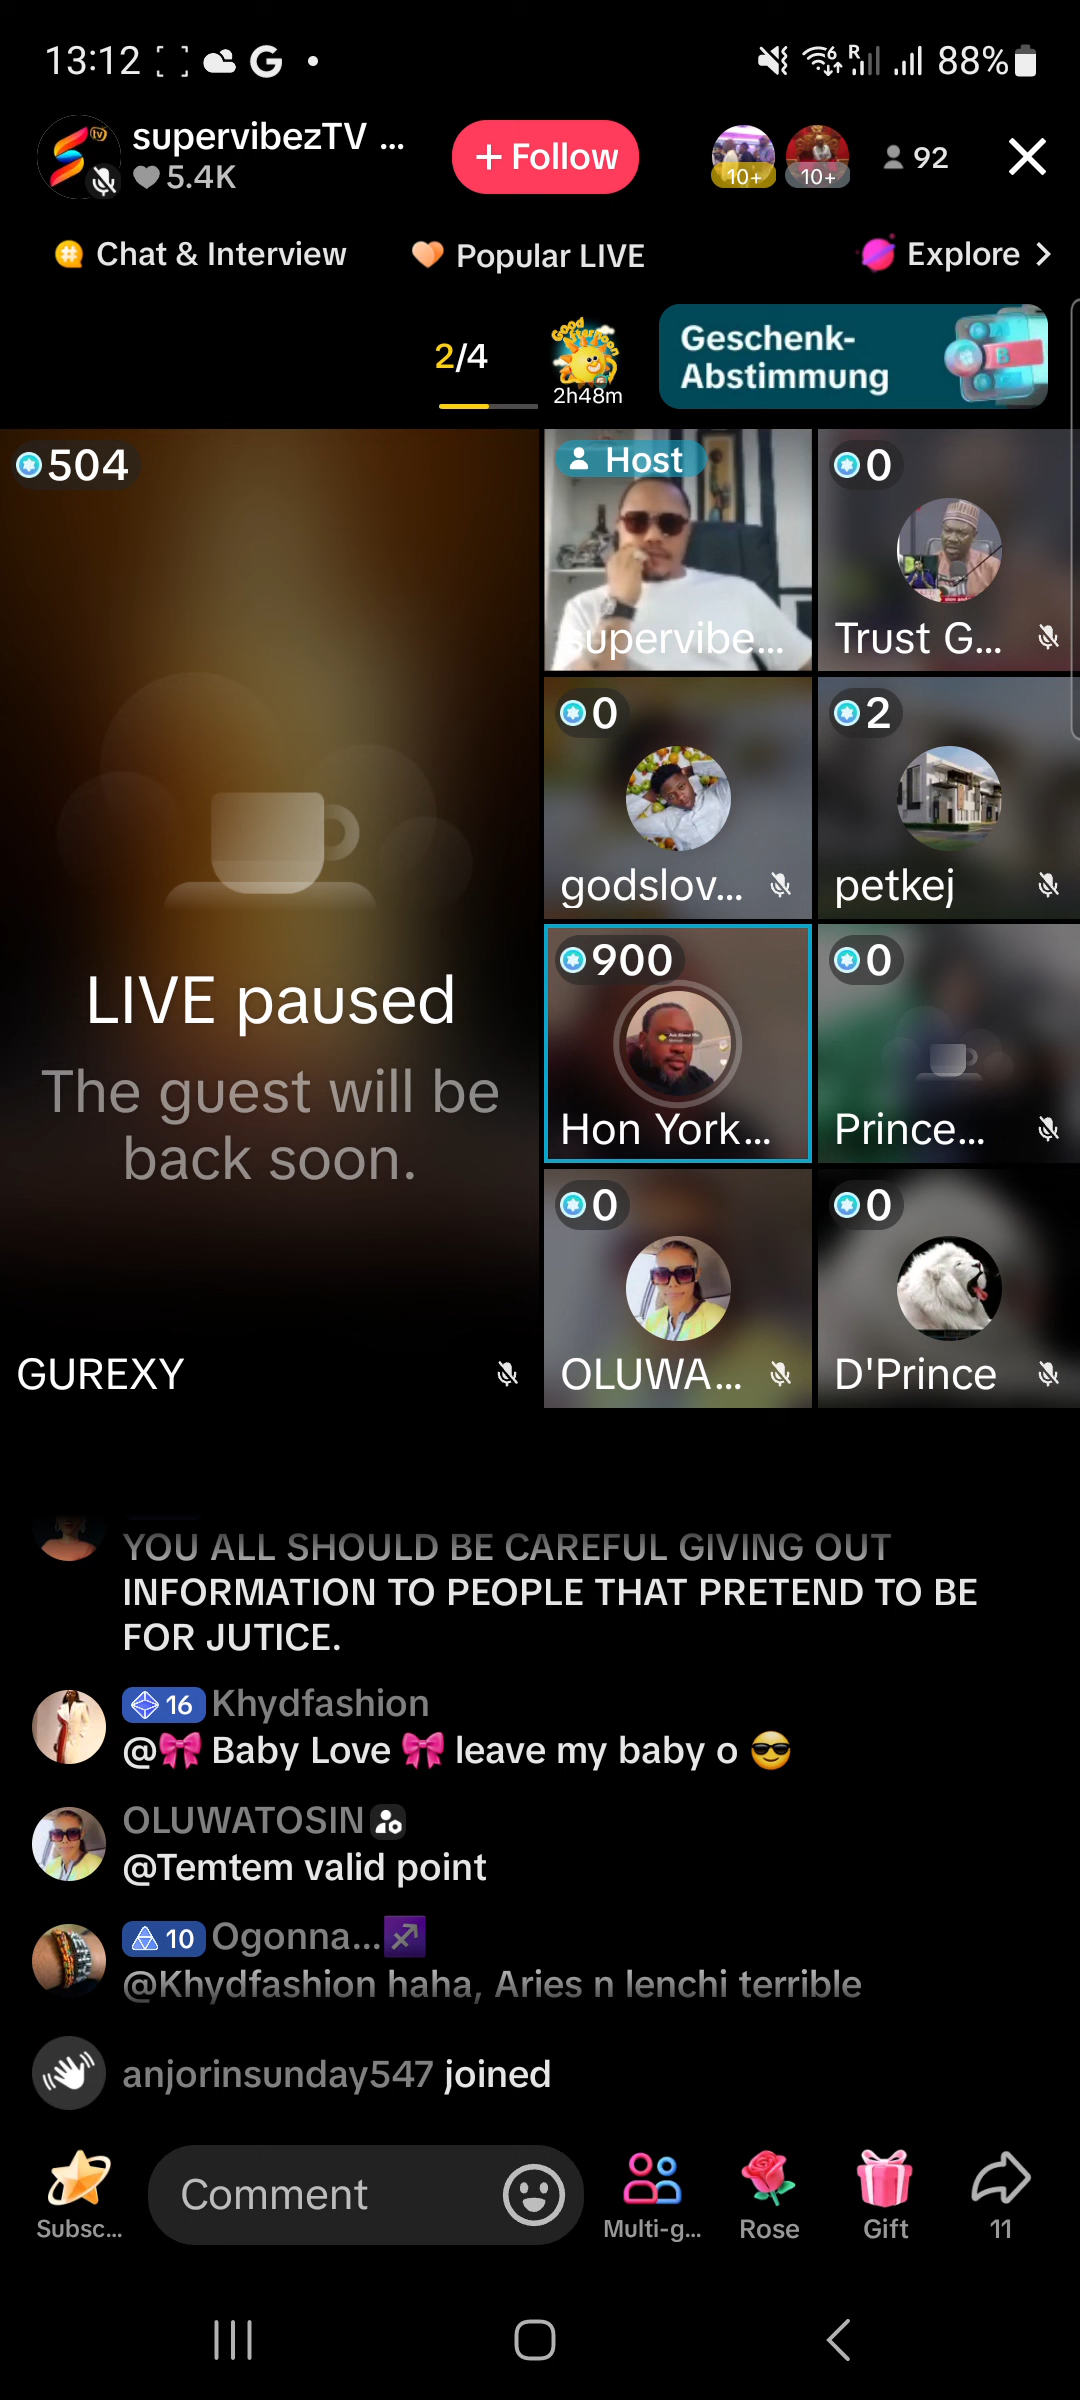 13:12 G 88%
supervibezTV ...
5.4K
+ Follow
10+
10+
92
Chat & Interview
Popular LIVE
Explore
2/4
Good Afternoon
2h48m
Geschenk-
Abstimmung
504
LIVE paused
The guest will be
back soon.
GUREXY
Host
supervibe...
0
Trust G...
0
godslov...
2
petkej
900
Hon York...
0
Prince...
0
OLUWA...
0
D'Prince
YOU ALL SHOULD BE CAREFUL GIVING OUT
INFORMATION TO PEOPLE THAT PRETEND TO BE
FOR JUTICE.
16 Khydfashion
@🎀 Baby Love 🎀 leave my baby o 😎
OLUWATOSIN
@Temtem valid point
10 Ogonna...♐
@Khydfashion haha, Aries n lenchi terrible
anjorinsunday547 joined
Subsc...
Comment
Multi-g...
Rose
Gift
11